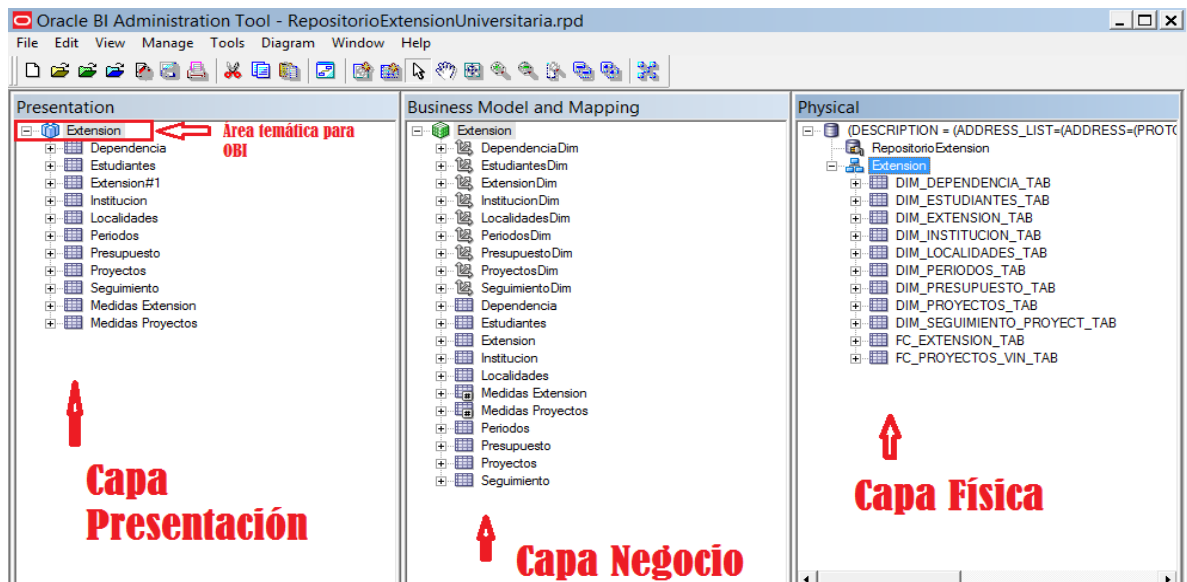 Oracle BI Administration Tool - RepositorioExtensionUniversitaria.rpd
File Edit View Manage Tools Diagram Window Help
Presentation
Extension
Área temática para
OBI
Dependencia
Estudiantes
Extension#1
Institucion
Localidades
Periodos
Presupuesto
Proyectos
Seguimiento
Medidas Extension
Medidas Proyectos
Capa
Presentación
Business Model and Mapping
Extension
DependenciaDim
EstudiantesDim
ExtensionDim
InstitucionDim
LocalidadesDim
PeriodosDim
PresupuestoDim
ProyectosDim
SeguimientoDim
Dependencia
Estudiantes
Extension
Institucion
Localidades
Medidas Extension
Medidas Proyectos
Periodos
Presupuesto
Proyectos
Seguimiento
Capa Negocio
Physical
(DESCRIPTION = (ADDRESS_LIST=(ADDRESS=(PROTO
RepositorioExtension
Extension
DIM_DEPENDENCIA_TAB
DIM_ESTUDIANTES_TAB
DIM_EXTENSION_TAB
DIM_INSTITUCION_TAB
DIM_LOCALIDADES_TAB
DIM_PERIODOS_TAB
DIM_PRESUPUESTO_TAB
DIM_PROYECTOS_TAB
DIM_SEGUIMIENTO_PROYECT_TAB
FC_EXTENSION_TAB
FC_PROYECTOS_VIN_TAB
Capa Física